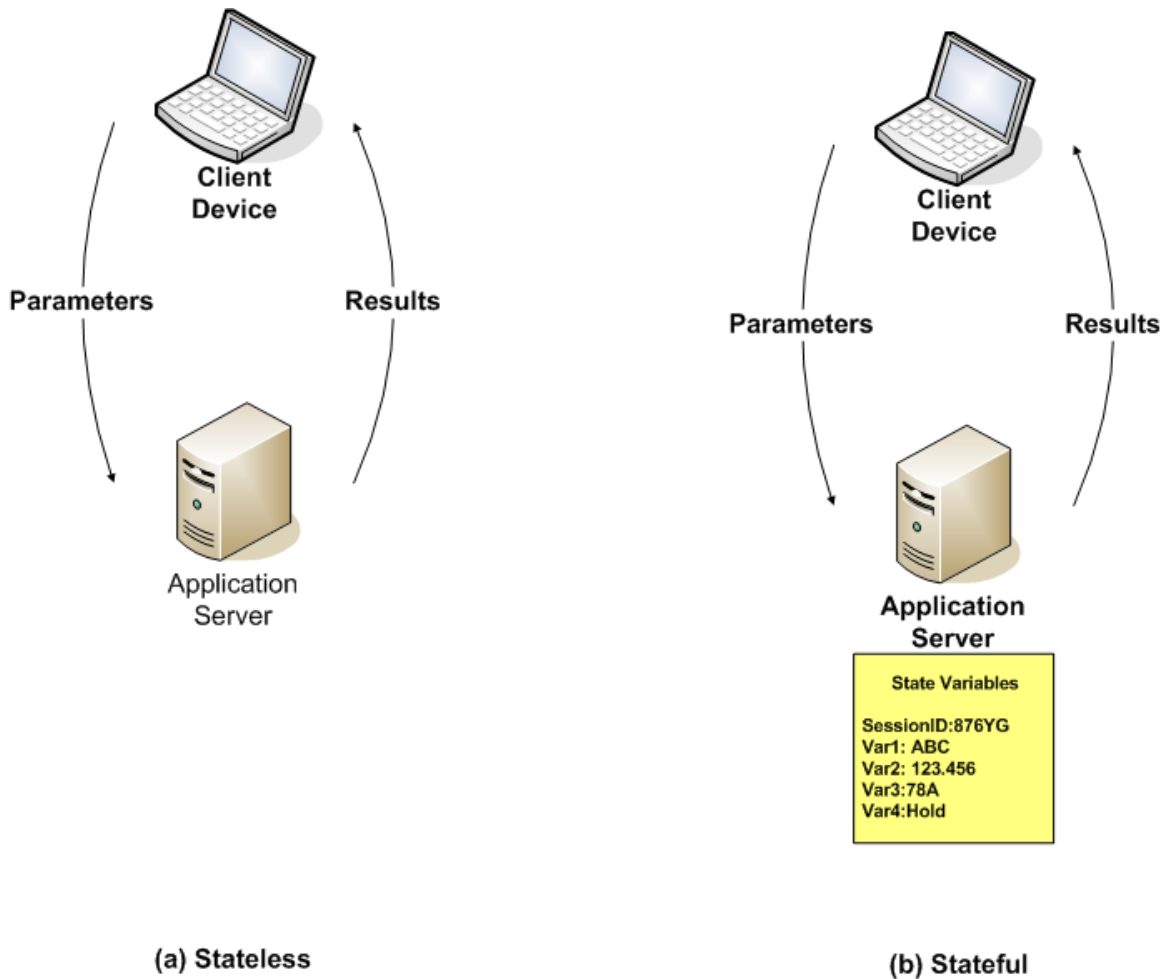 Client
Device
Parameters
Results
Application
Server
(a) Stateless
Client
Device
Parameters
Results
Application
Server
State Variables
SessionID:876YG
Var1: ABC
Var2: 123.456
Var3:78A
Var4:Hold
(b) Stateful